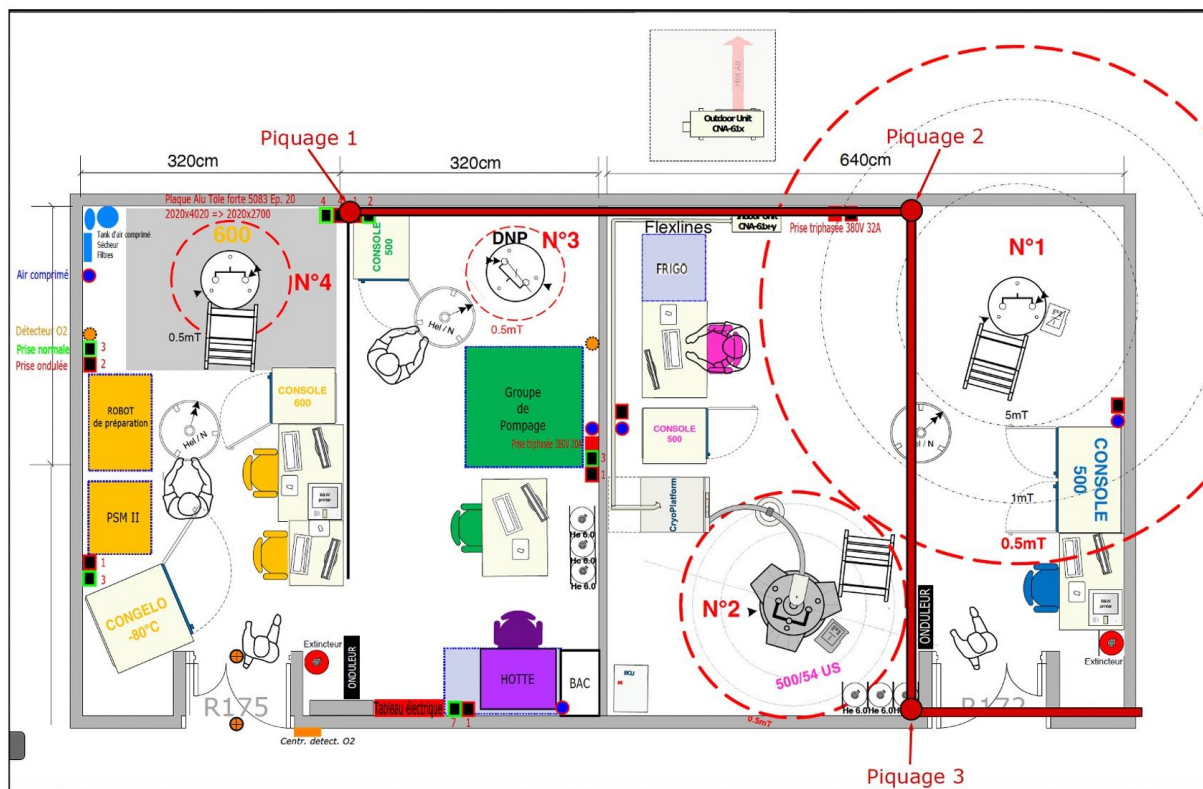 Outdoor Unit
CNA-61x
Hot Air
Piquage 1
Piquage 2
320cm
320cm
640cm
Plaque Alu Tôle forte 5083 Ep. 20
2020x4020 => 2020x2700
4
1
2
Tank d'air comprimé
Sécheur
Filtres
600
N°4
0.5mT
CONSOLE
500
DNP
N°3
0.5mT
Hel / N
Flexlines
CNA-61x-y
Prise triphasée 380V 32A
FRIGO
N°1
5mT
1mT
0.5mT
Hel / N
Air comprimé
Détecteur O2
Prise normale
Prise ondulée
3
2
ROBOT
de préparation
CONSOLE
600
Hel / N
Groupe
de
Pompage
Prise triphasée 380V 20A
3
1
CONSOLE
500
CONSOLE
500
PSM II
1
3
CryoPlatform
He 6.0
He 6.0
He 6.0
N°2
500/54 US
0.5mT
CONGELO
-80°C
Extincteur
ONDULEUR
HOTTE
BAC
ONDULEUR
Extincteur
He 6.0
He 6.0
R175
Tableau électrique
7
1
R172
Centr. detect. O2
Piquage 3